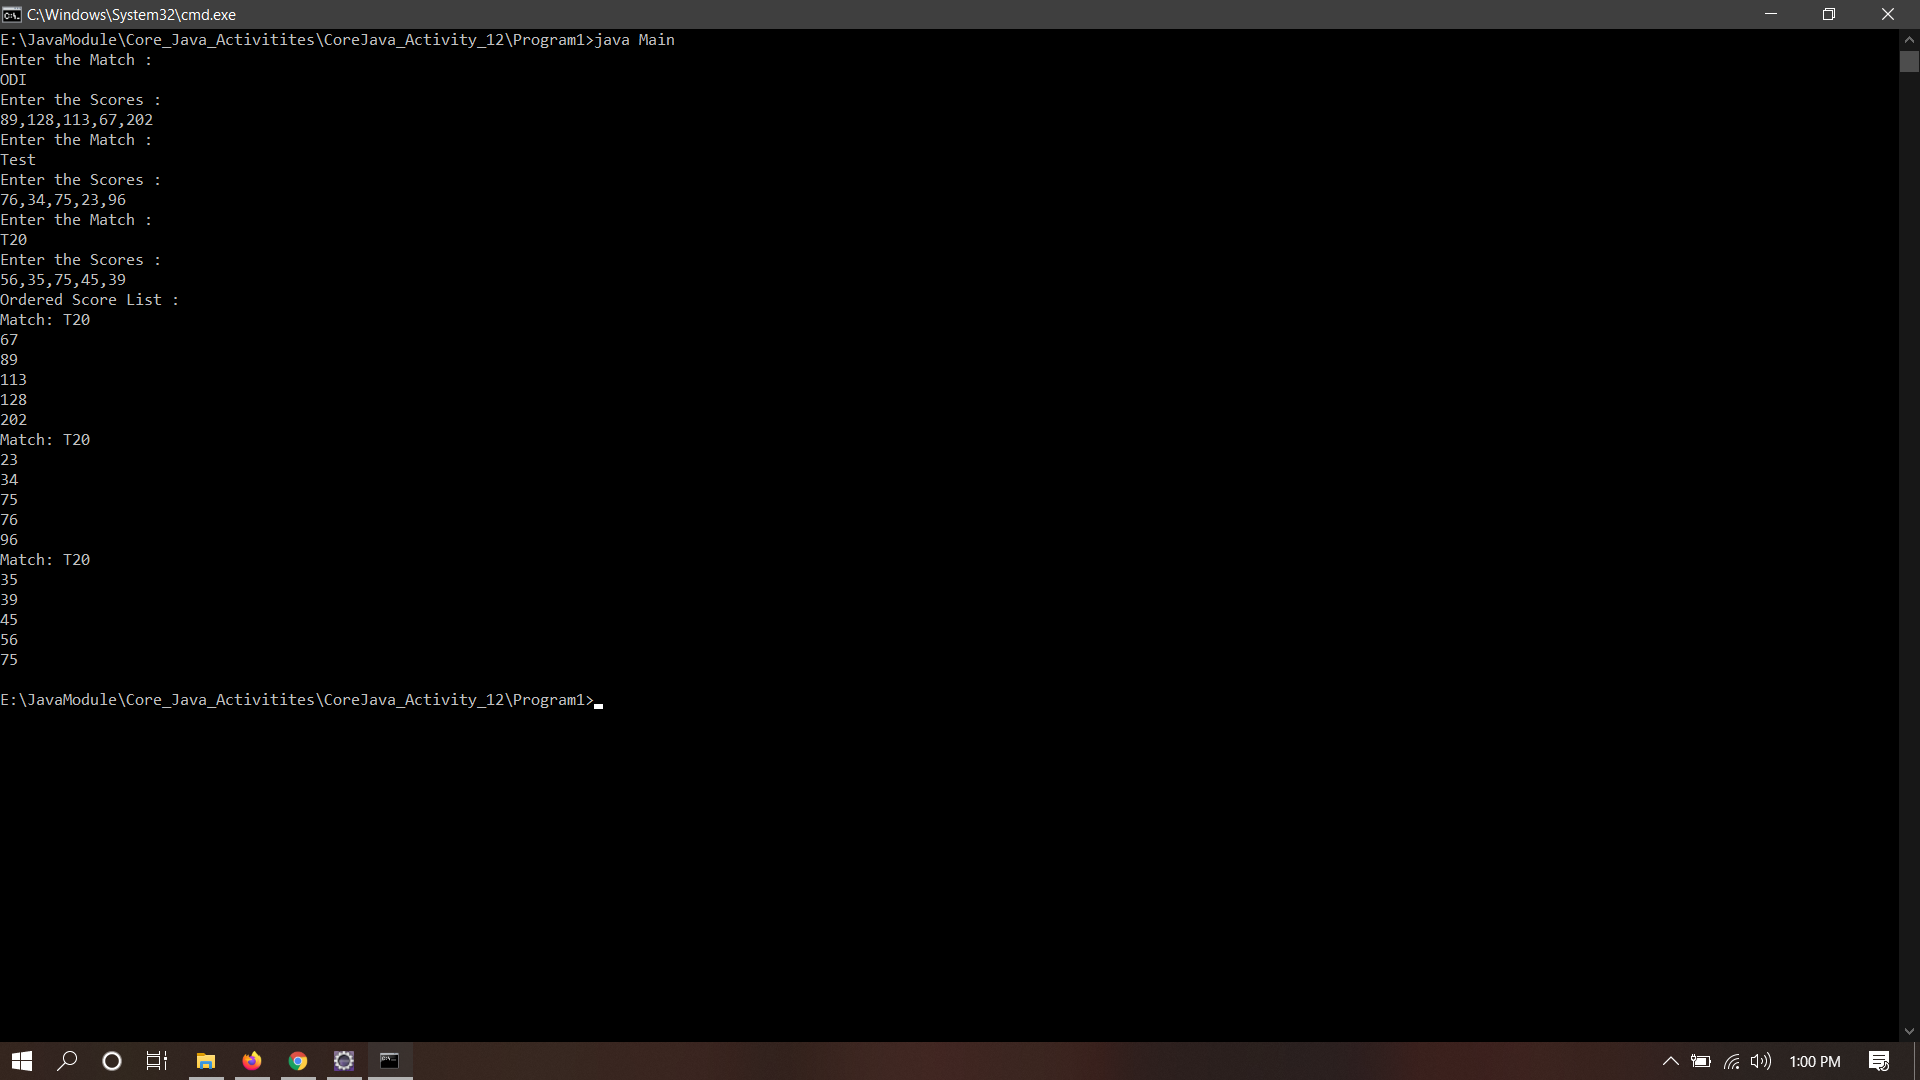 C:\Windows\System32\cmd.exe
E:\JavaModule\Core_Java_Activitites\CoreJava_Activity_12\Program1>java Main
Enter the Match :
ODI
Enter the Scores :
89,128,113,67,202
Enter the Match :
Test
Enter the Scores :
76,34,75,23,96
Enter the Match :
T20
Enter the Scores :
56,35,75,45,39
Ordered Score List :
Match: T20
67
89
113
128
202
Match: T20
23
34
75
76
96
Match: T20
35
39
45
56
75
E:\JavaModule\Core_Java_Activitites\CoreJava_Activity_12\Program1>
1:00 PM